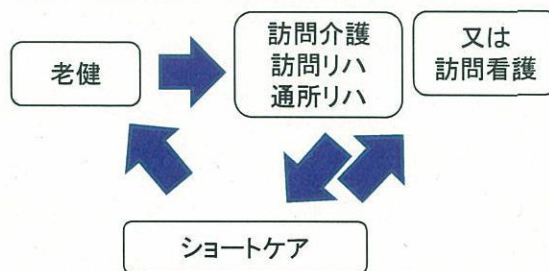 老健
訪問介護
訪問リハ
通所リハ
又は
訪問看護
ショートケア